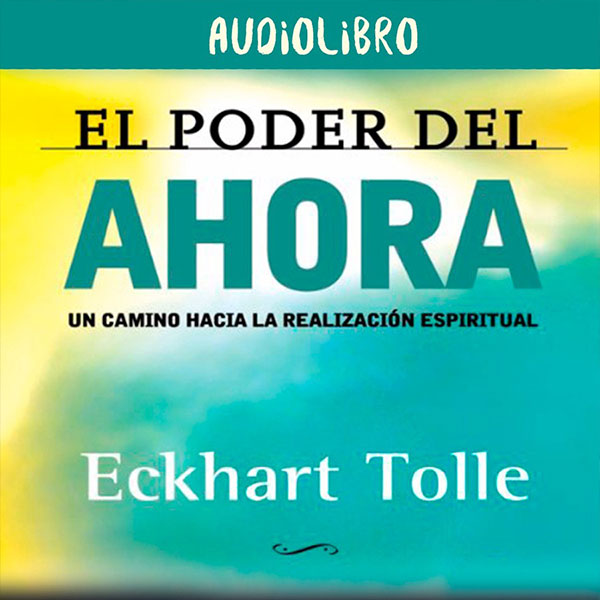 AUDiOLiBRO
EL PODER DEL
AHORA
UN CAMINO HACIA LA REALIZACIÓN ESPIRITUAL
Eckhart Tolle